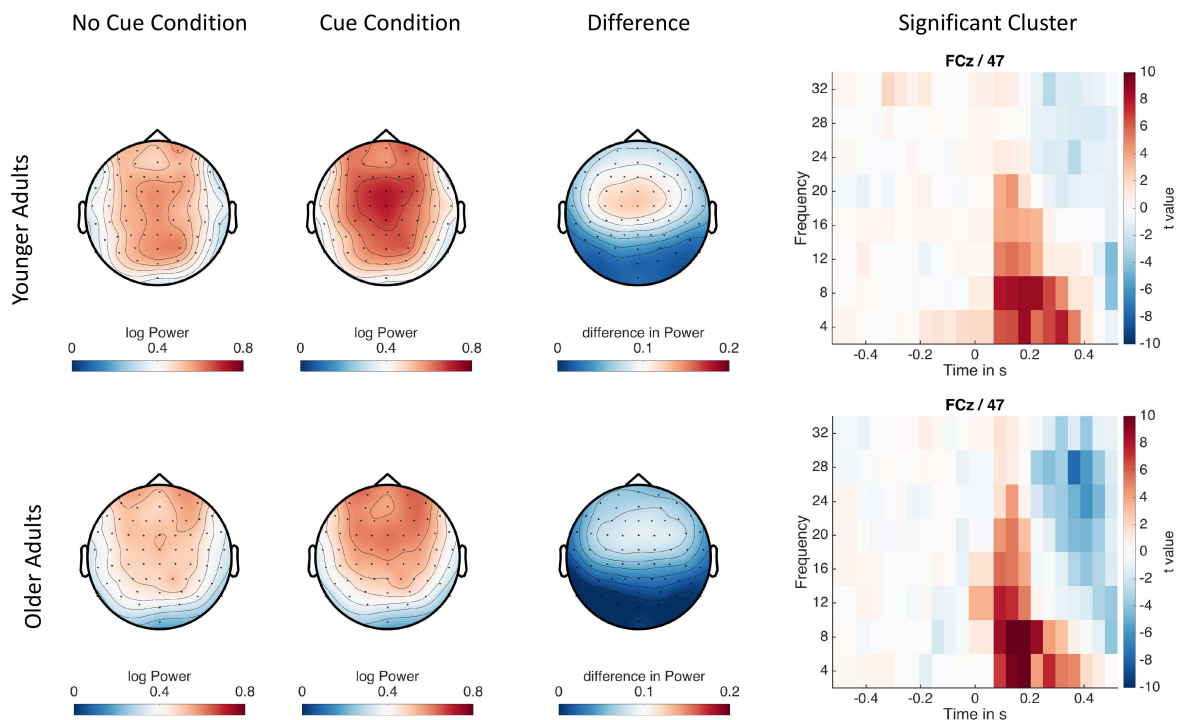 No Cue Condition
Cue Condition
Difference
Significant Cluster
Younger Adults
log Power
0 0.4 0.8
log Power
0 0.4 0.8
difference in Power
0 0.1 0.2
FCz / 47
Frequency
32
28
24
20
16
12
8
4
-0.4 -0.2 0 0.2 0.4
Time in s
10
8
6
4
2
0
-2
-4
-6
-8
-10
t value
Older Adults
log Power
0 0.4 0.8
log Power
0 0.4 0.8
difference in Power
0 0.1 0.2
FCz / 47
Frequency
32
28
24
20
16
12
8
4
-0.4 -0.2 0 0.2 0.4
Time in s
10
8
6
4
2
0
-2
-4
-6
-8
-10
t value